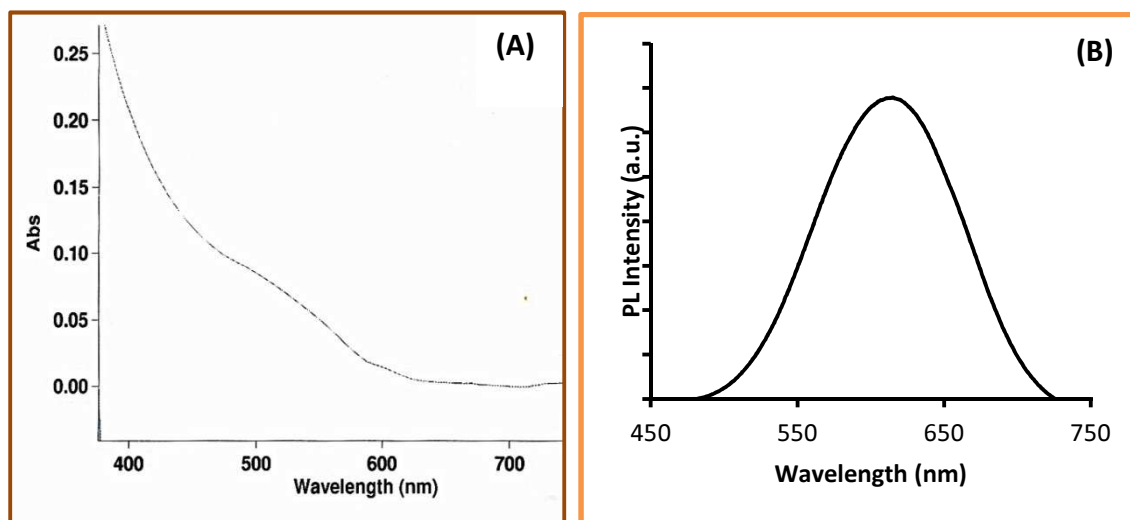 (A)
0.25
0.20
0.15
0.10
0.05
0.00
Abs
400 500 600 700
Wavelength (nm)
(B)
PL Intensity (a.u.)
450 550 650 750
Wavelength (nm)